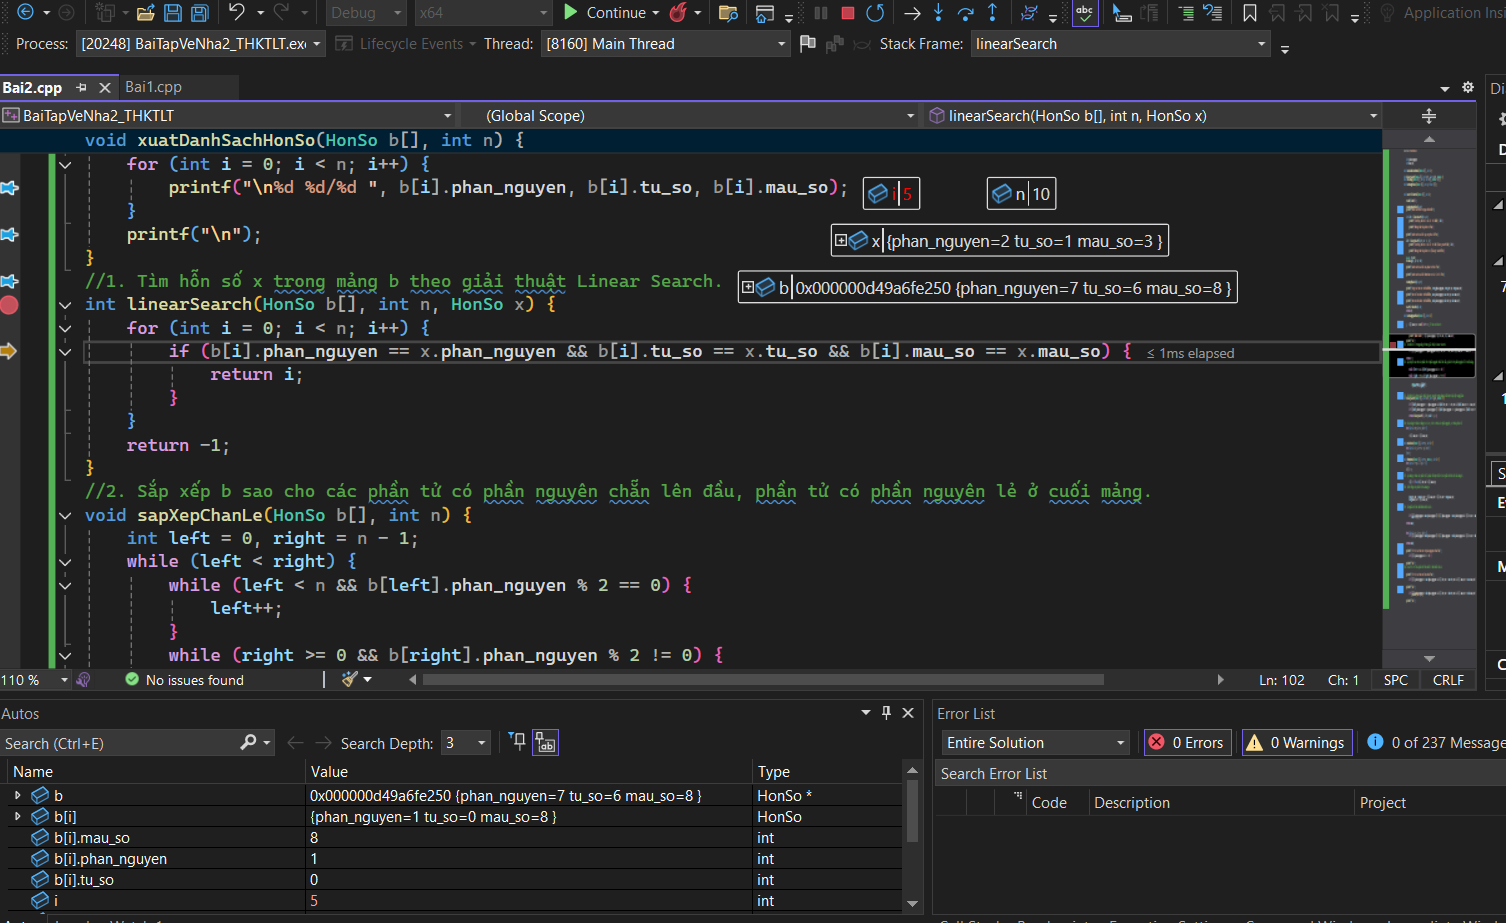 Debug x64 Continue Application Insi
Process: [20248] BaiTapVeNha2_THKTLT.exe Lifecycle Events Thread: [8160] Main Thread Stack Frame: linearSearch
Bai2.cpp Bai1.cpp
BaiTapVeNha2_THKTLT (Global Scope) linearSearch(HonSo b[], int n, HonSo x)
void xuatDanhSachHonSo(HonSo b[], int n) {
for (int i = 0; i < n; i++) {
printf("\n%d %d/%d ", b[i].phan_nguyen, b[i].tu_so, b[i].mau_so); i 5 n 10
}
printf("\n"); x {phan_nguyen=2 tu_so=1 mau_so=3 }
}
//1. Tìm hỗn số x trong mảng b theo giải thuật Linear Search. b 0x000000d49a6fe250 {phan_nguyen=7 tu_so=6 mau_so=8 }
int linearSearch(HonSo b[], int n, HonSo x) {
for (int i = 0; i < n; i++) {
if (b[i].phan_nguyen == x.phan_nguyen && b[i].tu_so == x.tu_so && b[i].mau_so == x.mau_so) { ≤ 1ms elapsed
return i;
}
}
return -1;
}
//2. Sắp xếp b sao cho các phần tử có phần nguyên chẵn lên đầu, phần tử có phần nguyên lẻ ở cuối mảng.
void sapXepChanLe(HonSo b[], int n) {
int left = 0, right = n - 1;
while (left < right) {
while (left < n && b[left].phan_nguyen % 2 == 0) {
left++;
}
while (right >= 0 && b[right].phan_nguyen % 2 != 0) {
110 % No issues found Ln: 102 Ch: 1 SPC CRLF
Autos
Search (Ctrl+E) Search Depth: 3
Name Value Type
b 0x000000d49a6fe250 {phan_nguyen=7 tu_so=6 mau_so=8 } HonSo *
b[i] {phan_nguyen=1 tu_so=0 mau_so=8 } HonSo
b[i].mau_so 8 int
b[i].phan_nguyen 1 int
b[i].tu_so 0 int
i 5 int
Error List
Entire Solution 0 Errors 0 Warnings 0 of 237 Message
Search Error List
Code Description Project